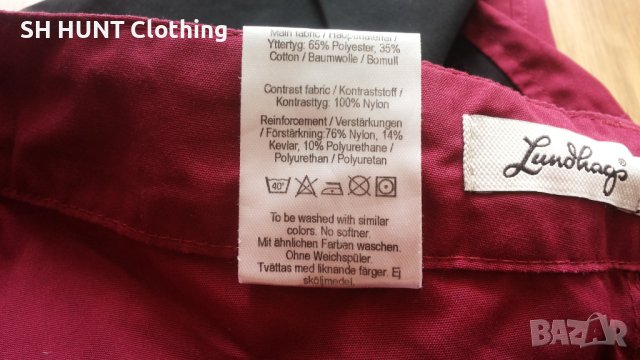 SH HUNT Clothing
Main fabric / Hauptmaterial /
Yttertyg: 65% Polyester, 35%
Cotton / Baumwolle / Bomull
Contrast fabric / Kontraststoff /
Kontrasttyg: 100% Nylon
Reinforcement / Verstärkungen
/ Förstärkning:76% Nylon, 14%
Kevlar, 10% Polyurethane /
Polyurethan / Polyuretan
40°
To be washed with similar
colors. No softner.
Mit ähnlichen Farben waschen.
Ohne Weichspüler.
Tvättas med liknande färger. Ej
sköljmedel.
Lundhags
BAZAR